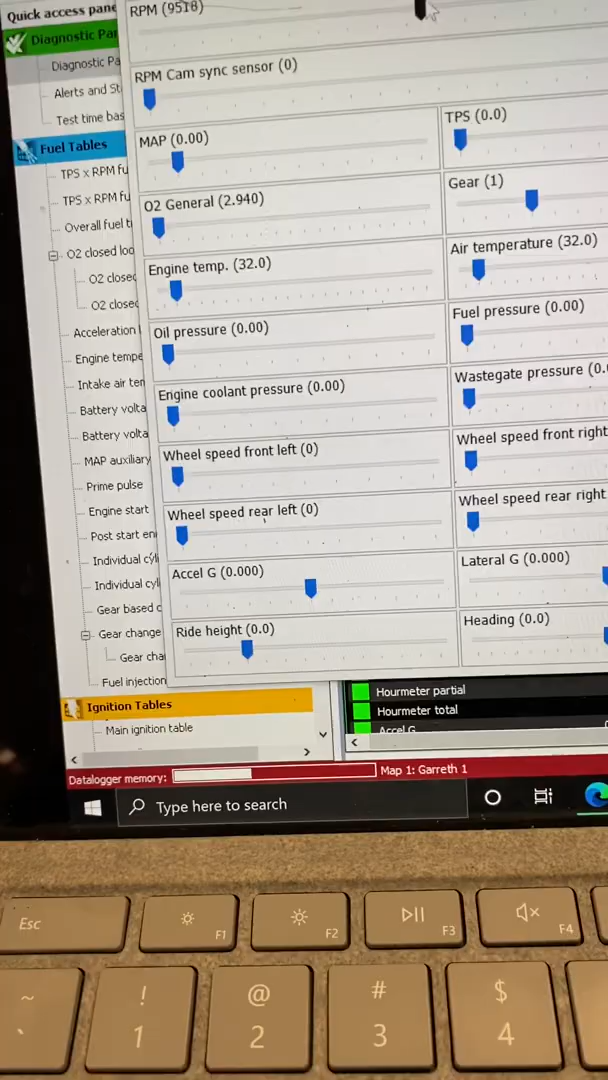 Quick access pane
Diagnostic Par
Diagnostic Pa
Alerts and St
Test time bas
Fuel Tables
TPS x RPM fu
TPS x RPM fu
Overall fuel t
O2 closed loo
O2 closed
O2 closed
Acceleration
Engine tempe
Intake air ten
Battery volta
Battery volta
MAP auxiliary
Prime pulse
Engine start
Post start en
Individual cyli
Individual cyl
Gear based c
Gear change
Gear cha
Fuel injection
Ignition Tables
Main ignition table
RPM (9518)
RPM Cam sync sensor (0)
MAP (0.00)
TPS (0.0)
O2 General (2.940)
Gear (1)
Engine temp. (32.0)
Air temperature (32.0)
Oil pressure (0.00)
Fuel pressure (0.00)
Engine coolant pressure (0.00)
Wastegate pressure (0.
Wheel speed front left (0)
Wheel speed front right
Wheel speed rear left (0)
Wheel speed rear right
Accel G (0.000)
Lateral G (0.000)
Ride height (0.0)
Heading (0.0)
Hourmeter partial
Hourmeter total
Accel G
Datalogger memory:
Map 1: Garreth 1
Type here to search
Esc
F1
F2
F3
F4
~
`
!
1
@
2
#
3
$
4